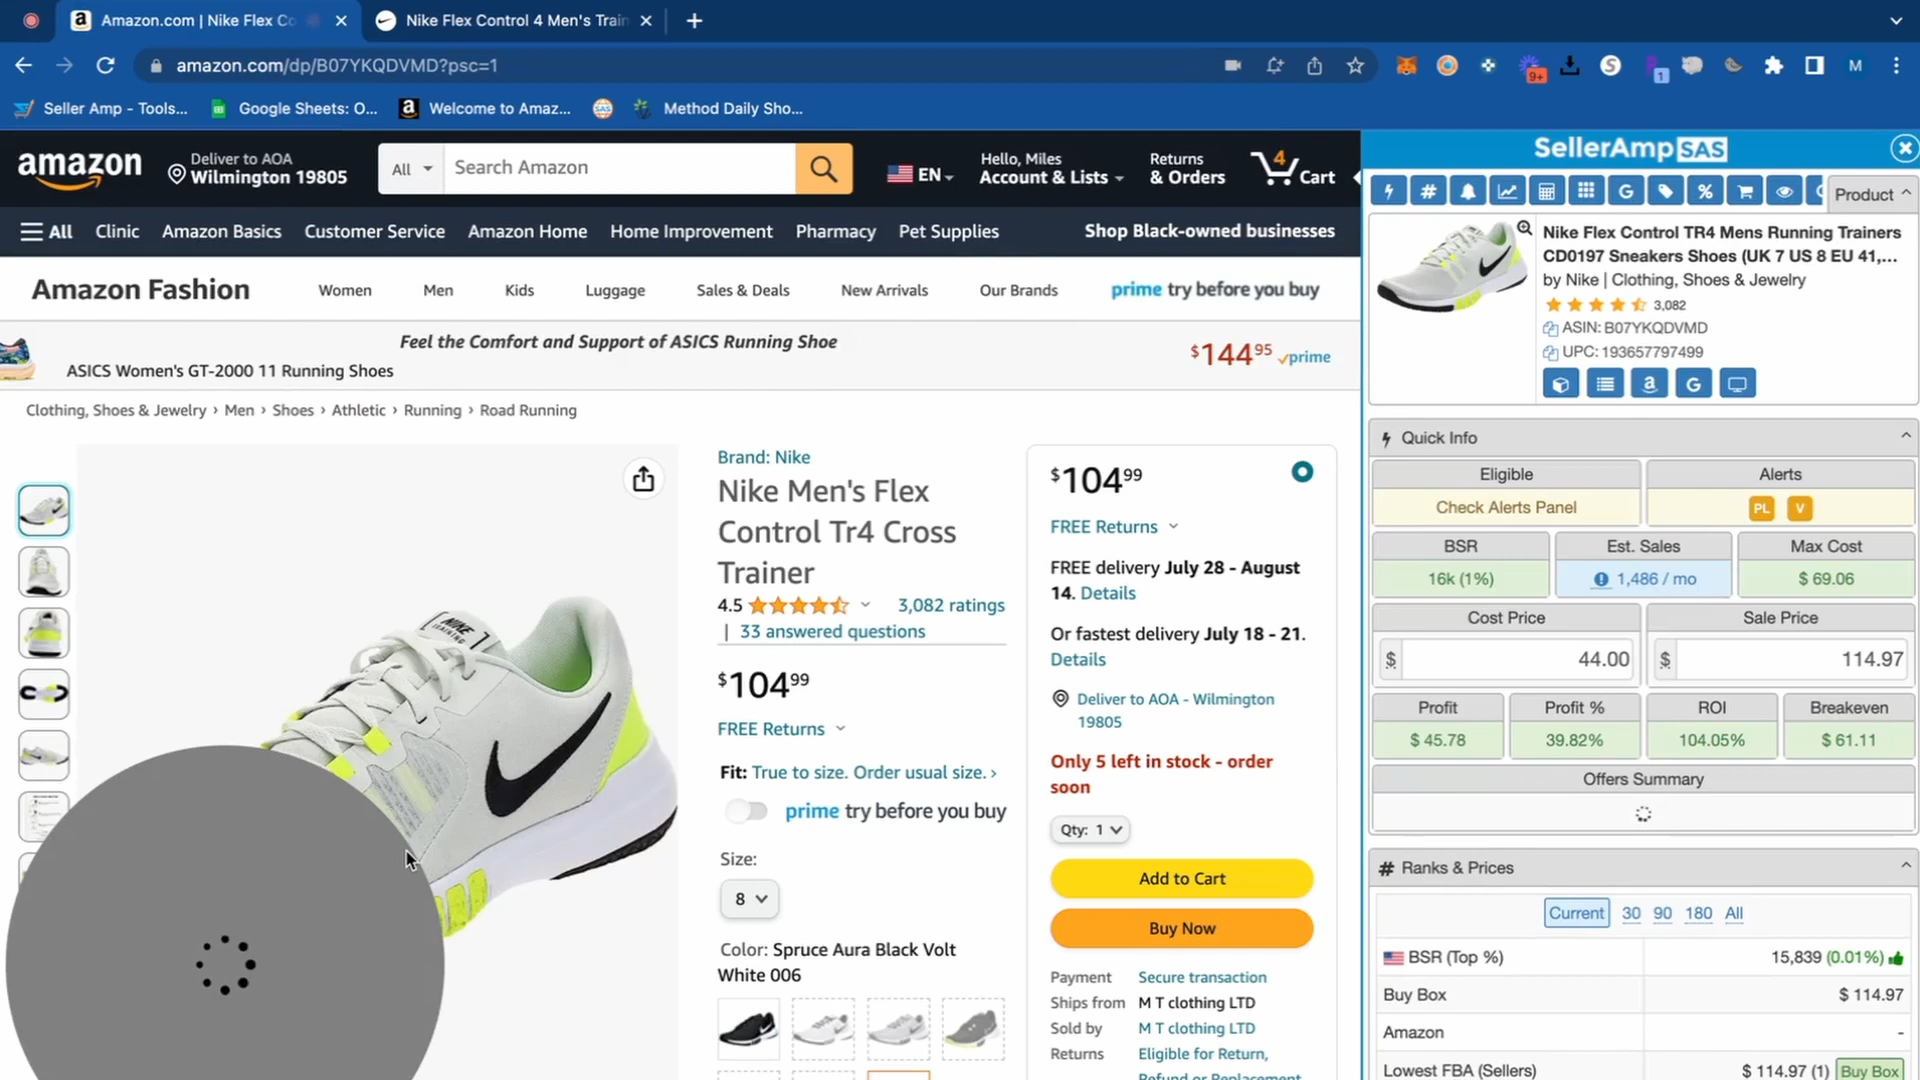 Amazon.com | Nike Flex Co
Nike Flex Control 4 Men's Train
amazon.com/dp/B07YKQDVMD?psc=1
9+
1
M
Seller Amp - Tools...
Google Sheets: O...
Welcome to Amaz...
Method Daily Sho...
amazon
Deliver to AOA
Wilmington 19805
All
Search Amazon
EN
Hello, Miles
Account & Lists
Returns
& Orders
4
Cart
All
Clinic
Amazon Basics
Customer Service
Amazon Home
Home Improvement
Pharmacy
Pet Supplies
Shop Black-owned businesses
Amazon Fashion
Women
Men
Kids
Luggage
Sales & Deals
New Arrivals
Our Brands
prime try before you buy
Feel the Comfort and Support of ASICS Running Shoe
ASICS Women's GT-2000 11 Running Shoes
$144 95
prime
Clothing, Shoes & Jewelry › Men › Shoes › Athletic › Running › Road Running
NIKE
TRAINING
Brand: Nike
Nike Men's Flex
Control Tr4 Cross
Trainer
4.5
3,082 ratings
| 33 answered questions
$104 99
FREE Returns
Fit: True to size. Order usual size. ›
prime try before you buy
Size:
8
Color: Spruce Aura Black Volt
White 006
$104 99
FREE Returns
FREE delivery July 28 - August
14. Details
Or fastest delivery July 18 - 21.
Details
Deliver to AOA - Wilmington
19805
Only 5 left in stock - order
soon
Qty: 1
Add to Cart
Buy Now
Payment Secure transaction
Ships from M T clothing LTD
Sold by M T clothing LTD
Returns Eligible for Return,
Refund or Replacement
SellerAmp SAS
Product
Nike Flex Control TR4 Mens Running Trainers
CD0197 Sneakers Shoes (UK 7 US 8 EU 41,...
by Nike | Clothing, Shoes & Jewelry
3,082
ASIN: B07YKQDVMD
UPC: 193657797499
Quick Info
Eligible
Alerts
Check Alerts Panel
PL V
BSR
Est. Sales
Max Cost
16k (1%)
1,486 / mo
$ 69.06
Cost Price
Sale Price
$ 44.00
$ 114.97
Profit
Profit %
ROI
Breakeven
$ 45.78
39.82%
104.05%
$ 61.11
Offers Summary
# Ranks & Prices
Current 30 90 180 All
BSR (Top %) 15,839 (0.01%)
Buy Box $ 114.97
Amazon -
Lowest FBA (Sellers) $ 114.97 (1) Buy Box